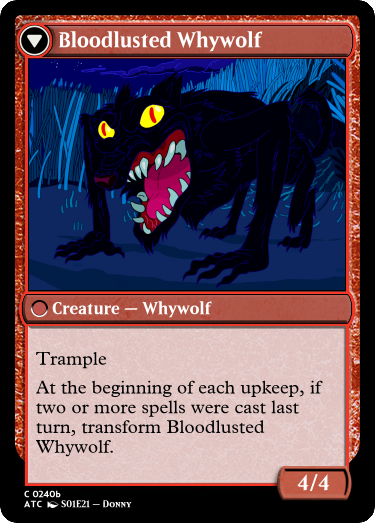 Bloodlusted Whywolf
Creature — Whywolf
Trample
At the beginning of each upkeep, if
two or more spells were cast last
turn, transform Bloodlusted
Whywolf.
4/4
C 0240b
ATC S01E21 — Donny